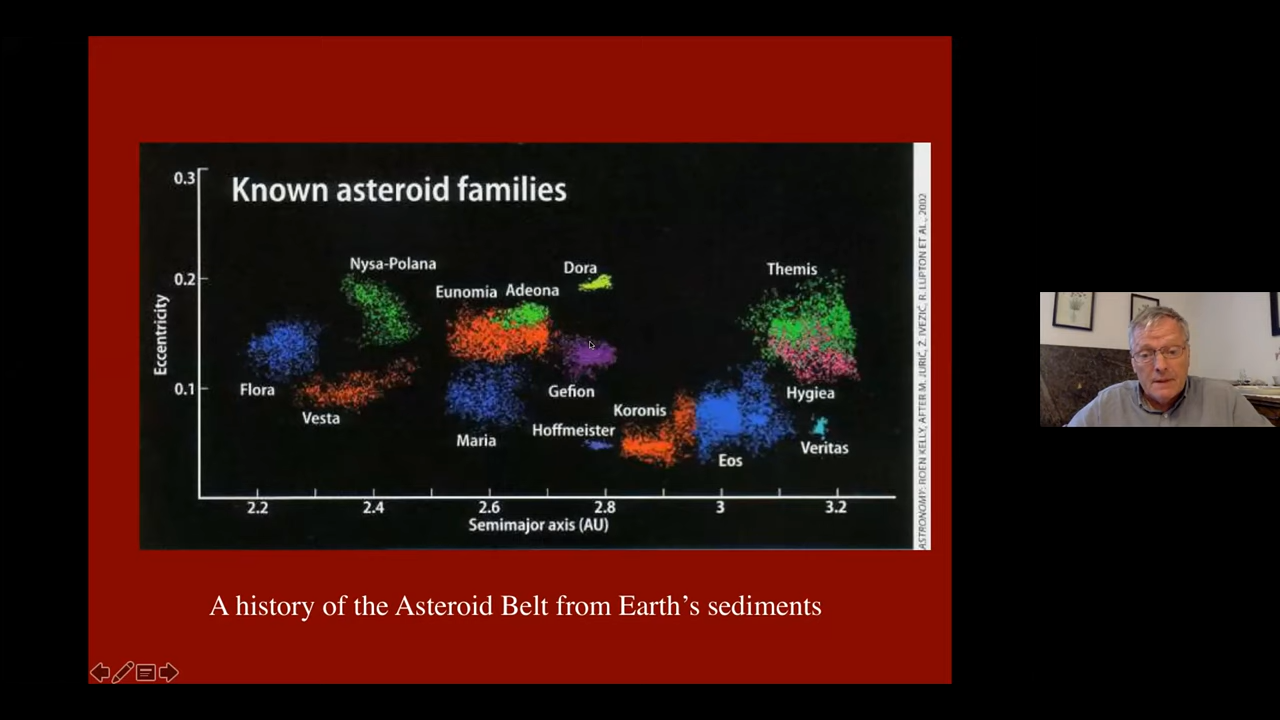 Known asteroid families
0.3
0.2
0.1
Eccentricity
Nysa-Polana
Dora
Themis
Eunomia
Adeona
Flora
Vesta
Gefion
Hygiea
Koronis
Hoffmeister
Maria
Veritas
Eos
2.2 2.4 2.6 2.8 3 3.2
Semimajor axis (AU)
ASTRONOMY: ROEN KELLY, AFTER M. JURIĆ, Ž. IVEZIĆ, R. LUPTON ET AL., 2002
A history of the Asteroid Belt from Earth’s sediments